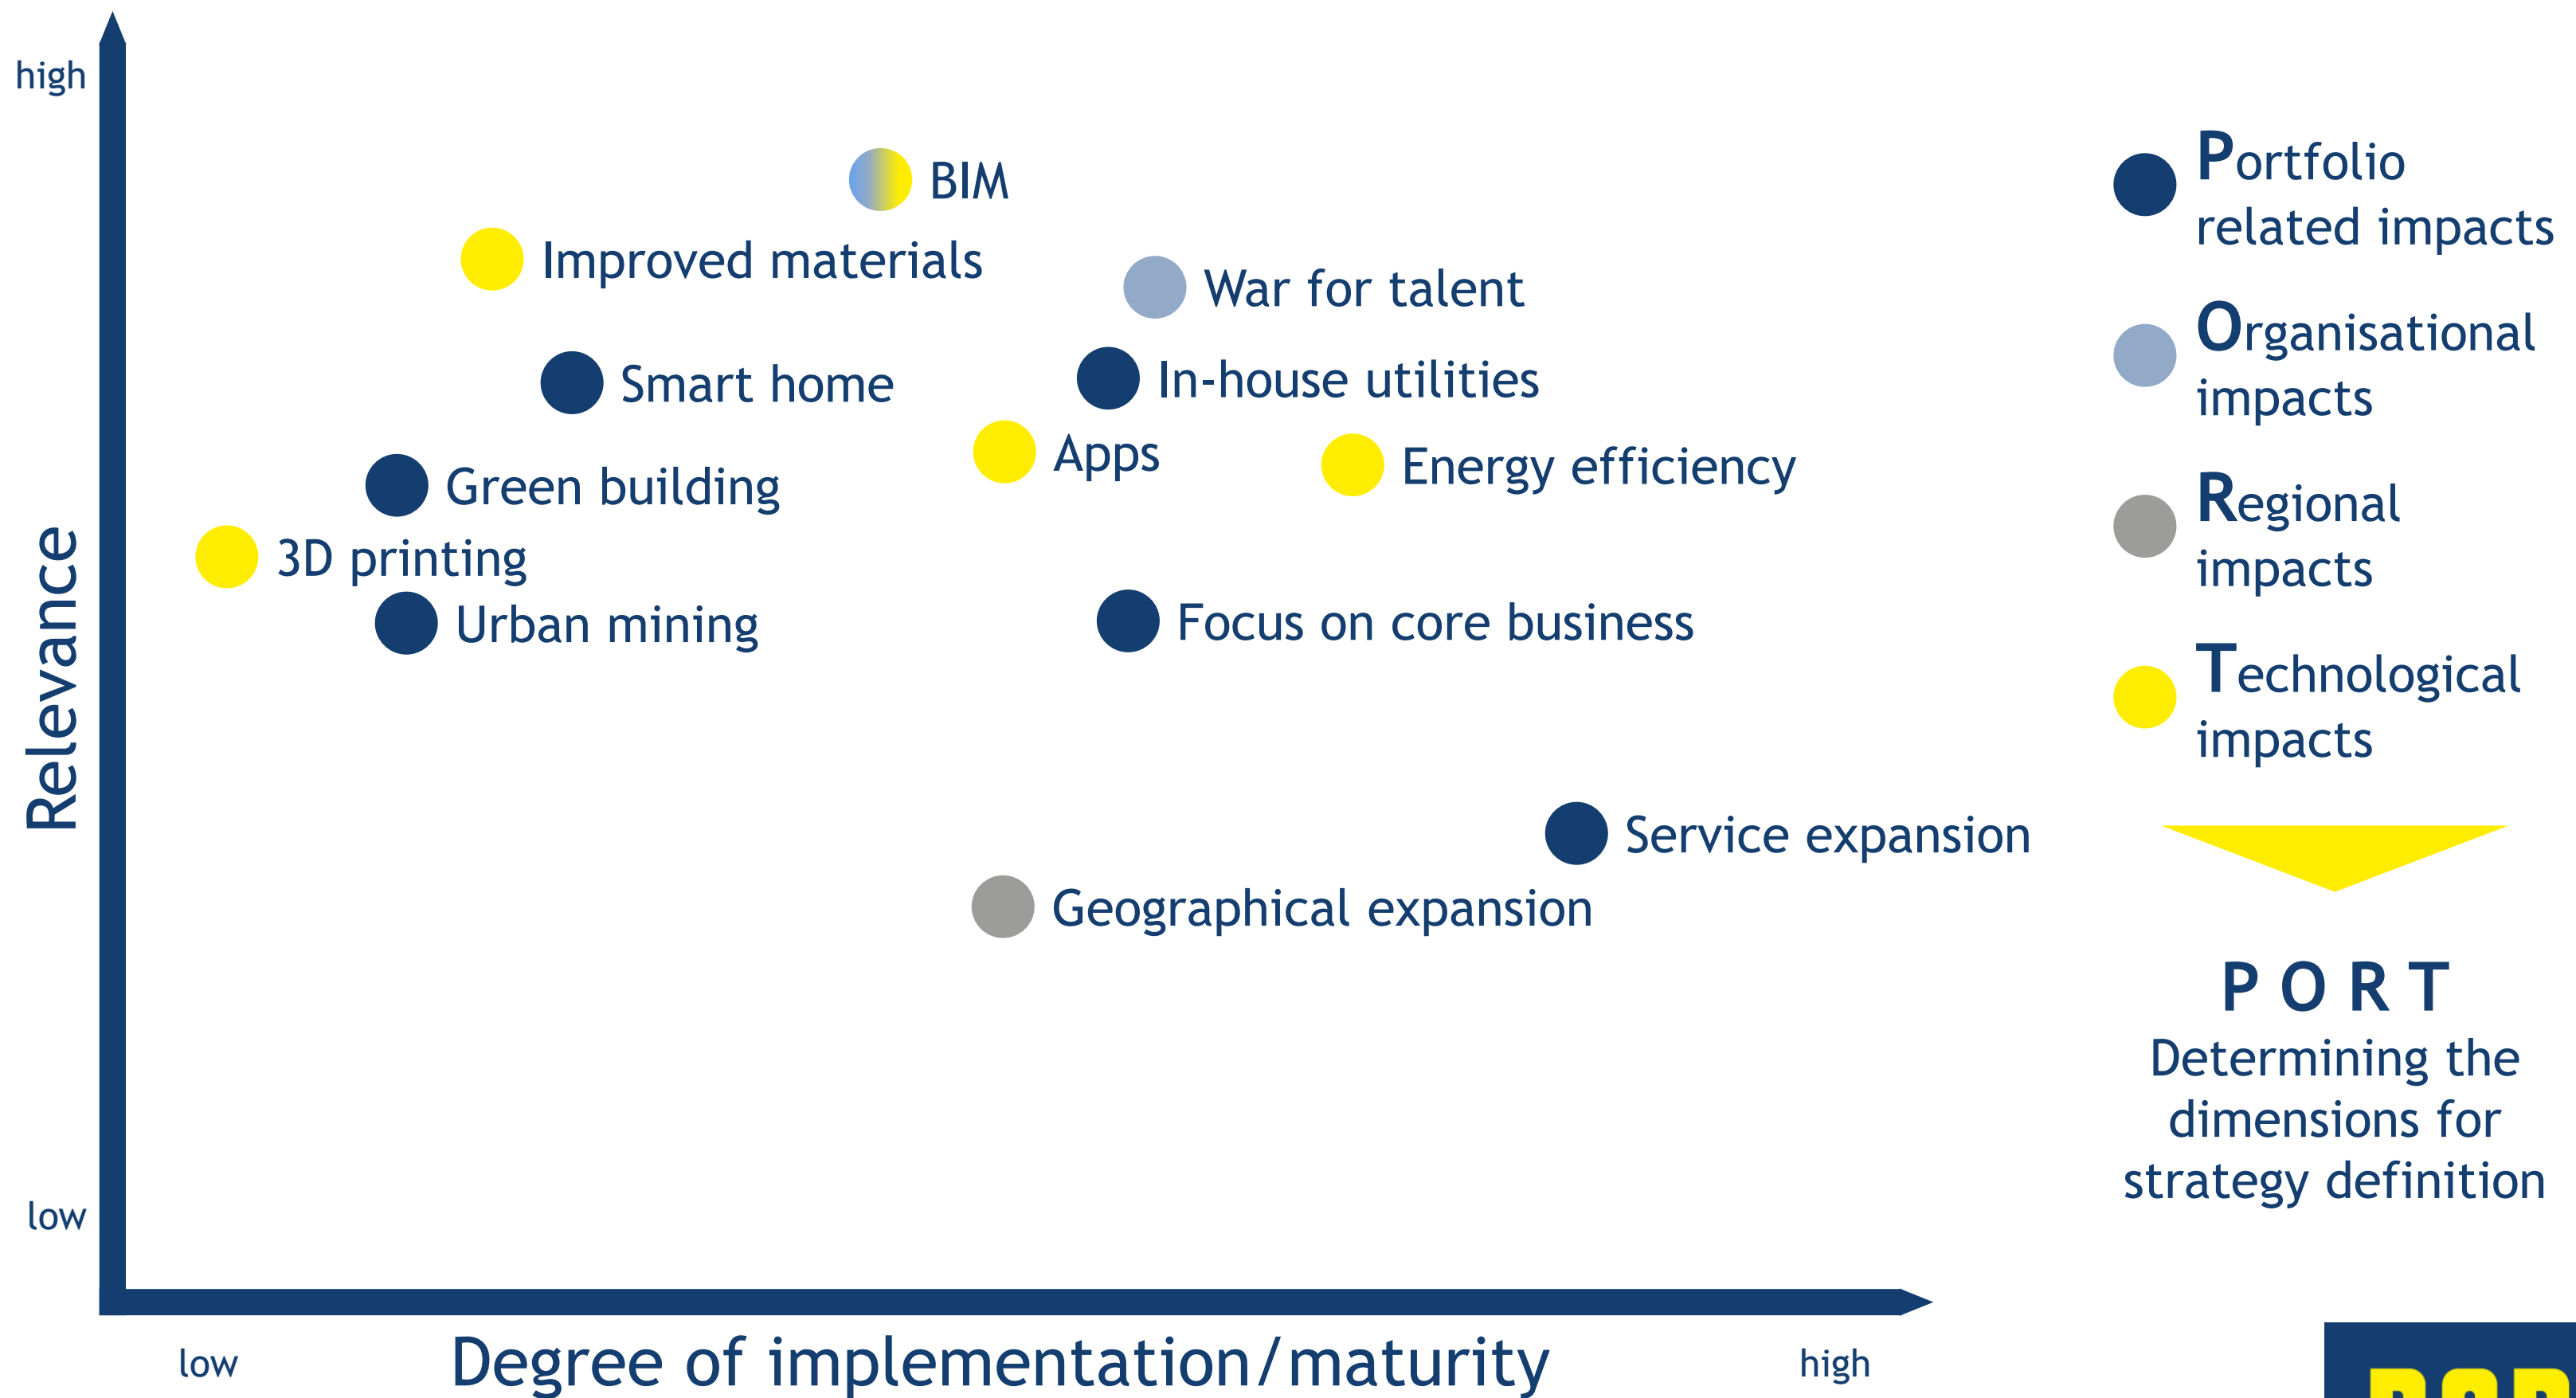 high
BIM
Improved materials
War for talent
Smart home
In-house utilities
Apps
Energy efficiency
Green building
3D printing
Urban mining
Focus on core business
Service expansion
Geographical expansion
Relevance
low
low
Degree of implementation/maturity
high
Portfolio
related impacts
Organisational
impacts
Regional
impacts
Technological
impacts
P O R T
Determining the
dimensions for
strategy definition